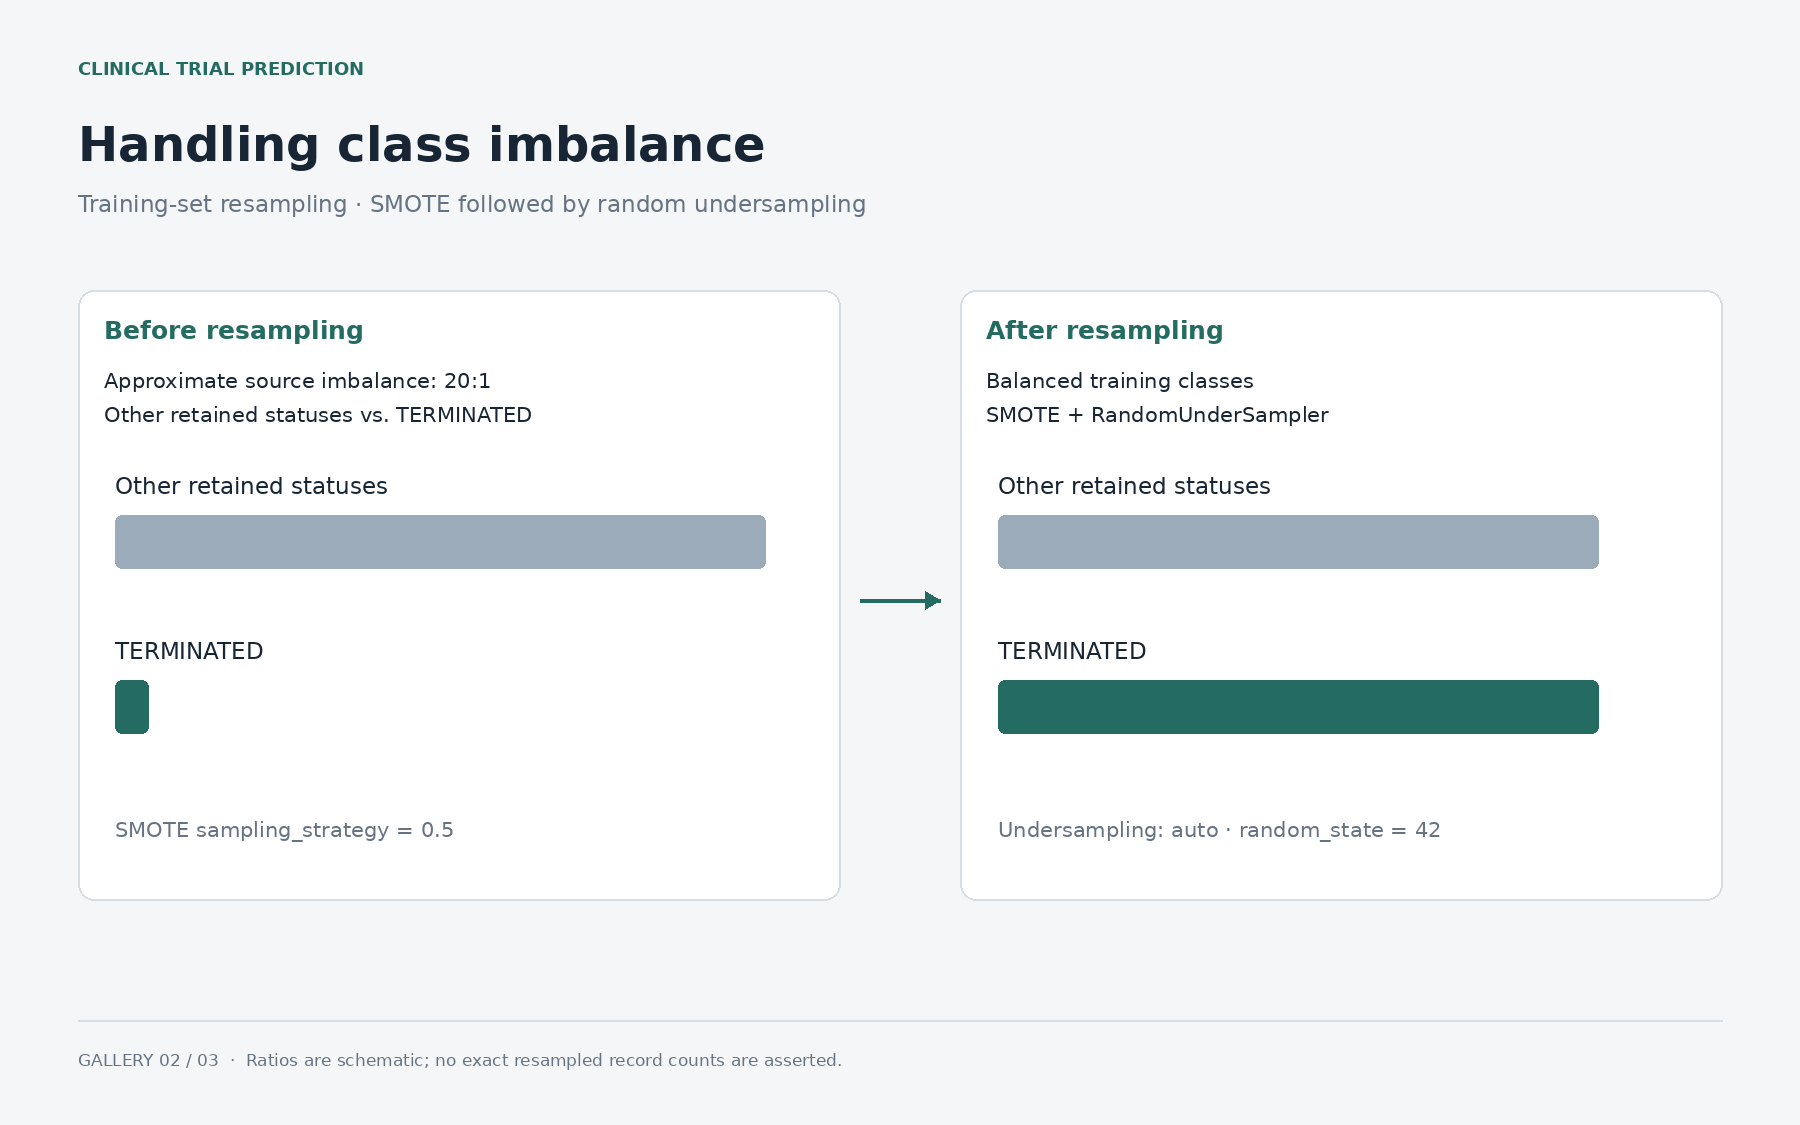 CLINICAL TRIAL PREDICTION
Handling class imbalance
Training-set resampling · SMOTE followed by random undersampling
Before resampling
Approximate source imbalance: 20:1
Other retained statuses vs. TERMINATED
Other retained statuses
TERMINATED
SMOTE sampling_strategy = 0.5
After resampling
Balanced training classes
SMOTE + RandomUnderSampler
Other retained statuses
TERMINATED
Undersampling: auto · random_state = 42
GALLERY 02 / 03 · Ratios are schematic; no exact resampled record counts are asserted.